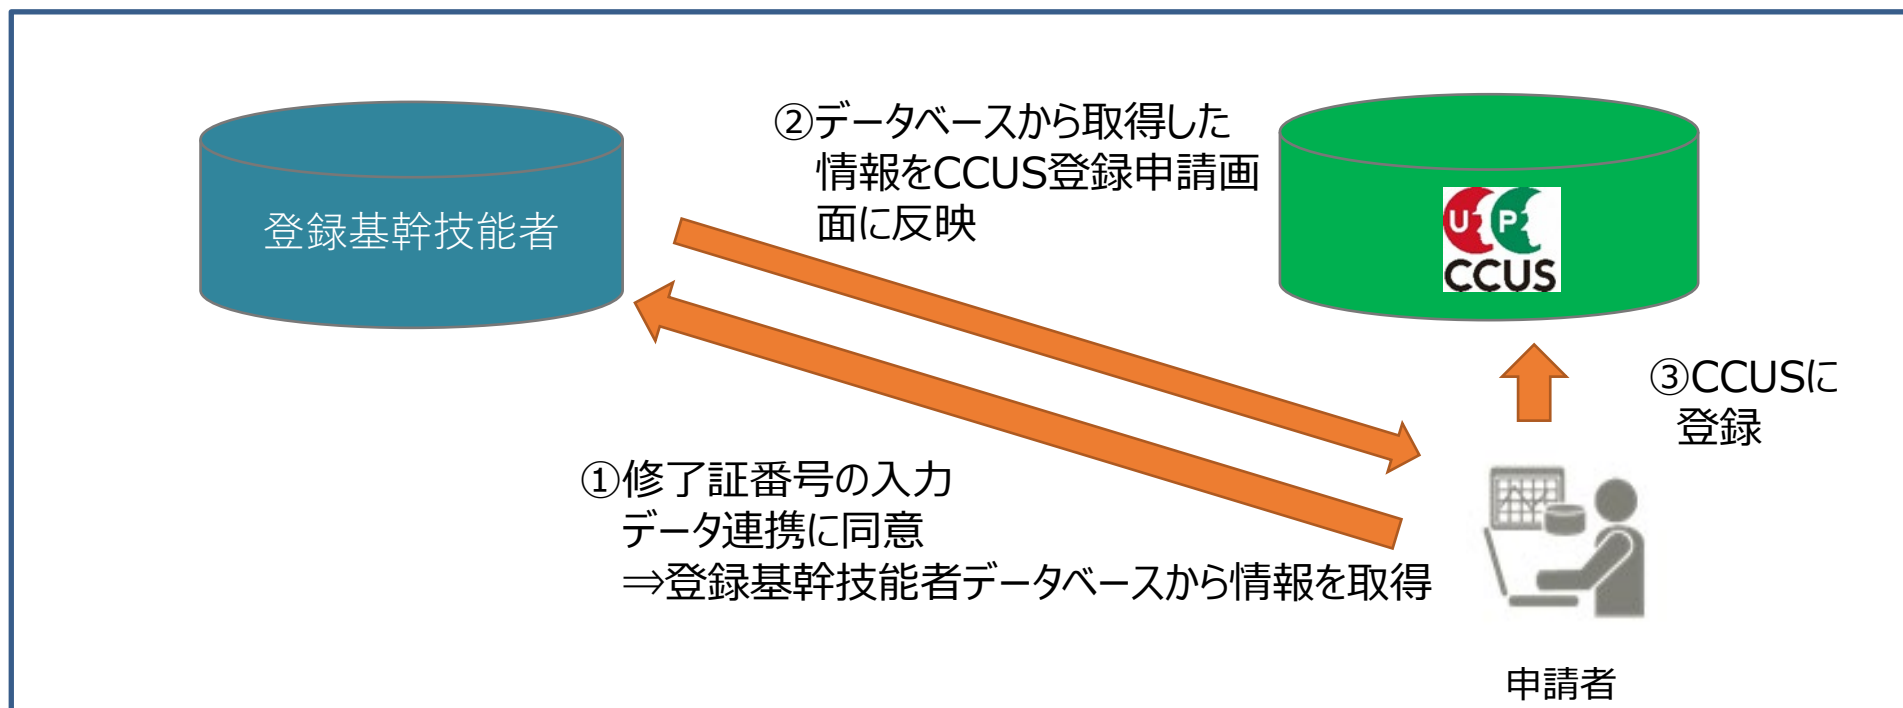 登録基幹技能者
②データベースから取得した
情報をCCUS登録申請画
面に反映
UP
CCUS
③CCUSに
登録
①修了証番号の入力
データ連携に同意
⇒登録基幹技能者データベースから情報を取得
申請者